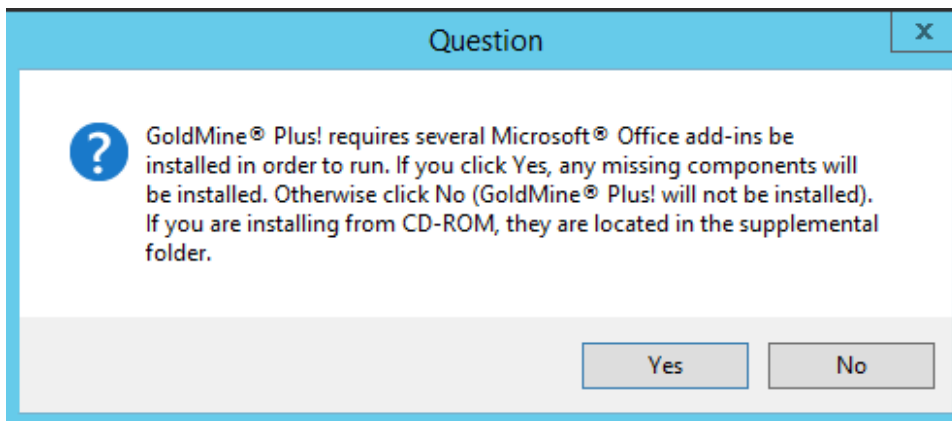 Question
GoldMine® Plus! requires several Microsoft® Office add-ins be
installed in order to run. If you click Yes, any missing components will
be installed. Otherwise click No (GoldMine® Plus! will not be installed).
If you are installing from CD-ROM, they are located in the supplemental
folder.
Yes No